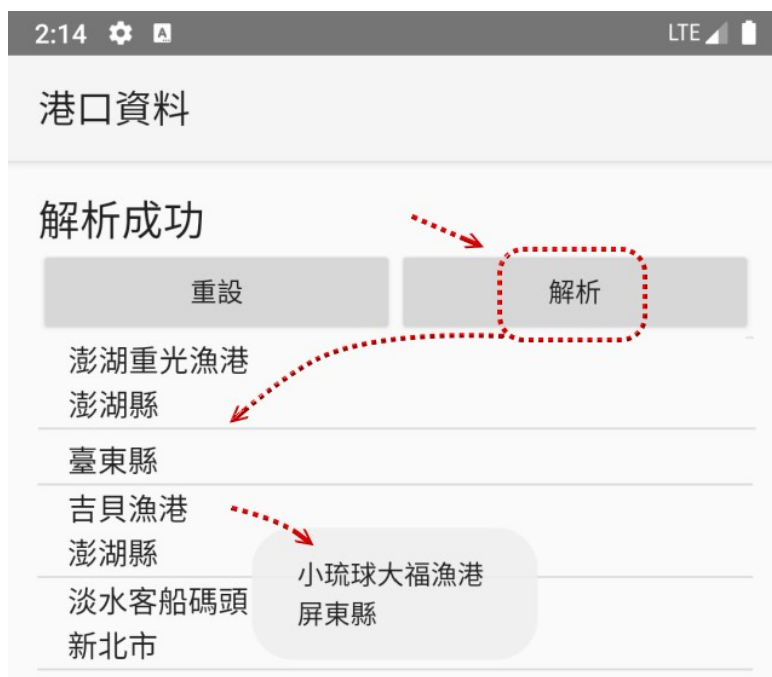 2:14 A LTE
港口資料
解析成功
重設 解析
澎湖重光漁港
澎湖縣
臺東縣
吉貝漁港
澎湖縣
小琉球大福漁港
屏東縣
淡水客船碼頭
新北市